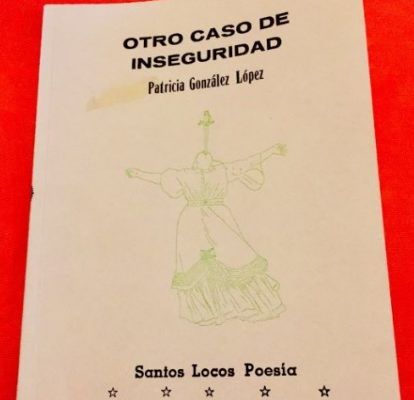 OTRO CASO DE
INSEGURIDAD
Patricia González López
Santos Locos Poesía